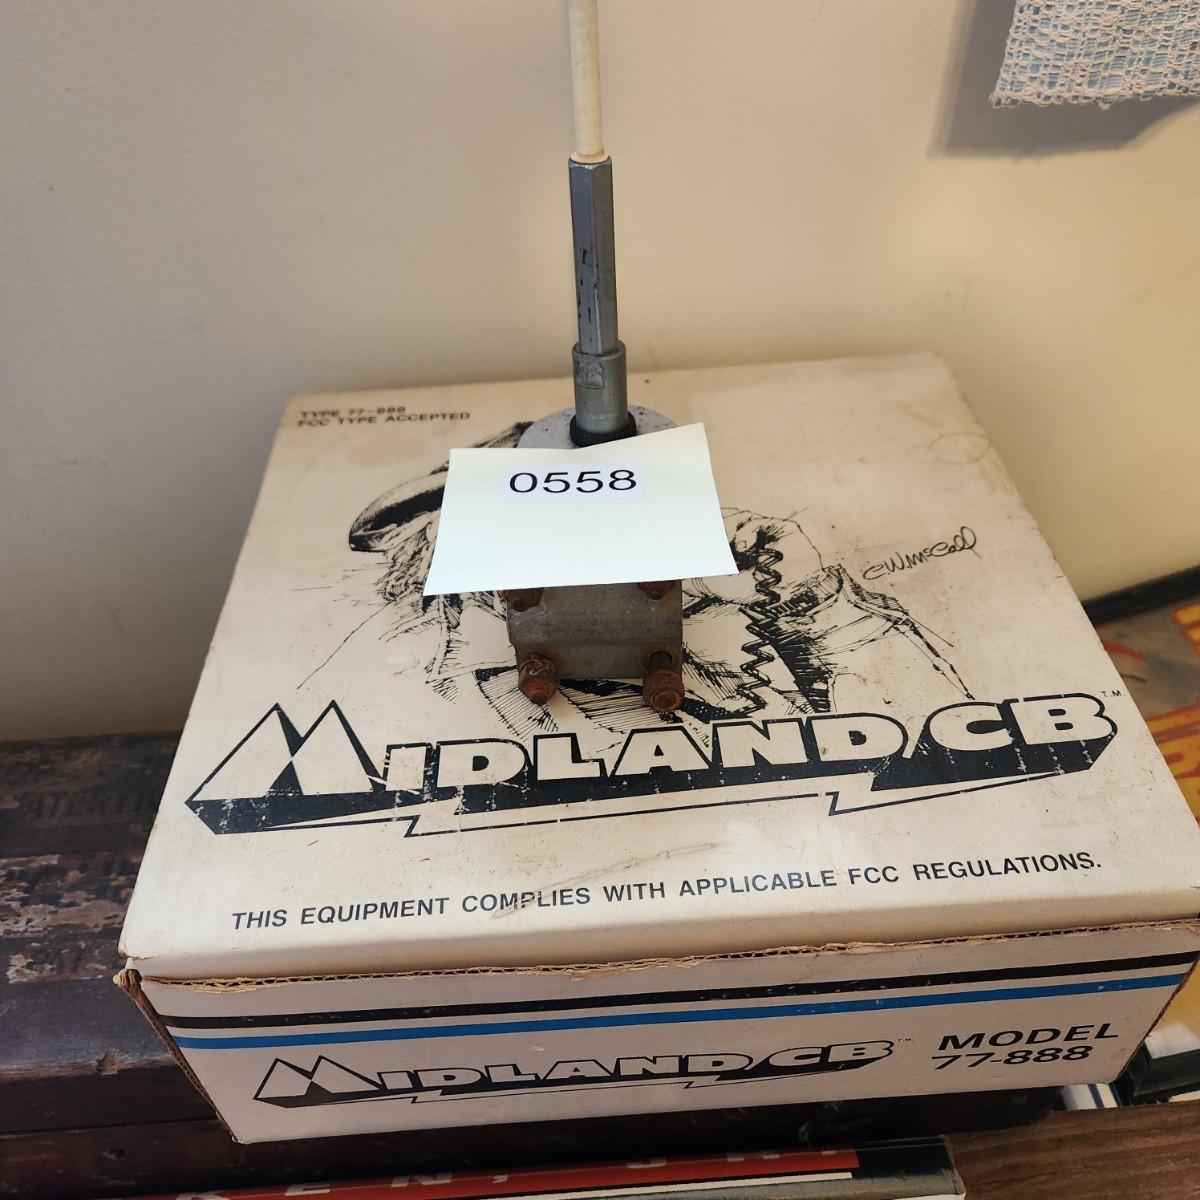 TYPE 77-888
FCC TYPE ACCEPTED
0558
C.W. McCall
MIDLAND/CB T.M.
THIS EQUIPMENT COMPLIES WITH APPLICABLE FCC REGULATIONS.
MIDLAND/CB T.M.
MODEL
77-888